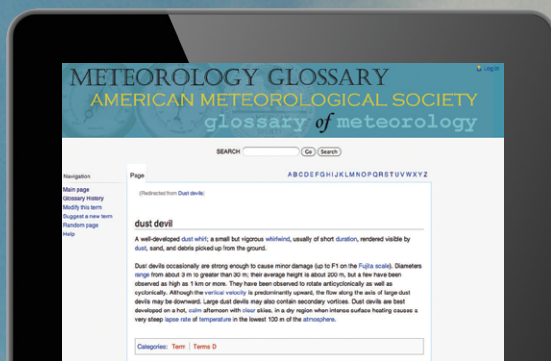 METEOROLOGY GLOSSARY
Log in
AMERICAN METEOROLOGICAL SOCIETY
glossary of meteorology
SEARCH Go Search
Navigation
Main page
Glossary History
Modify this term
Suggest a new term
Random page
Help
Page
A B C D E F G H I J K L M N O P Q R S T U V W X Y Z
(Redirected from Dust devils)
dust devil
A well-developed dust whirl; a small but vigorous whirlwind, usually of short duration, rendered visible by
dust, sand, and debris picked up from the ground.
Dust devils occasionally are strong enough to cause minor damage (up to F1 on the Fujita scale). Diameters
range from about 3 m to greater than 30 m; their average height is about 200 m, but a few have been
observed as high as 1 km or more. They have been observed to rotate anticyclonically as well as
cyclonically. Although the vertical velocity is predominantly upward, the flow along the axis of large dust
devils may be downward. Large dust devils may also contain secondary vortices. Dust devils are best
developed on a hot, calm afternoon with clear skies, in a dry region when intense surface heating causes a
very steep lapse rate of temperature in the lowest 100 m of the atmosphere.
Categories: Term | Terms D